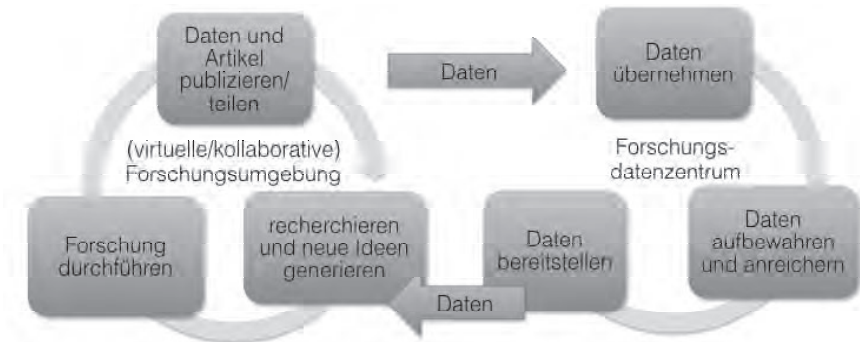 Daten und
Artikel
publizieren/
teilen
Daten
Daten
übernehmen
(virtuelle/kollaborative)
Forschungsumgebung
Forschungs-
datenzentrum
Forschung
durchführen
recherchieren
und neue Ideen
generieren
Daten
bereitstellen
Daten
aufbewahren
und anreichern
Daten